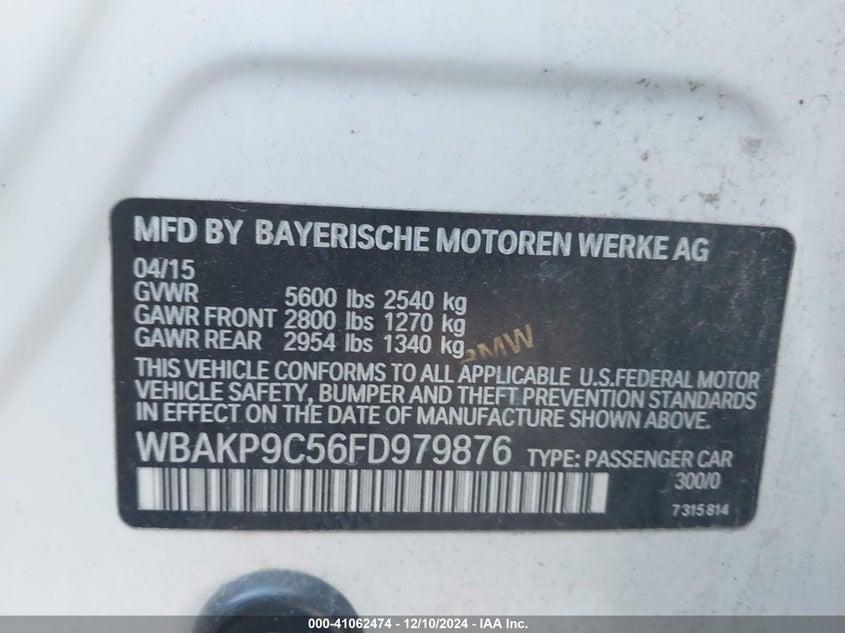 MFD BY BAYERISCHE MOTOREN WERKE AG
04/15
GVWR 5600 lbs 2540 kg
GAWR FRONT 2800 lbs 1270 kg
GAWR REAR 2954 lbs 1340 kg
BMW
THIS VEHICLE CONFORMS TO ALL APPLICABLE U.S.FEDERAL MOTOR
VEHICLE SAFETY, BUMPER AND THEFT PREVENTION STANDARDS
IN EFFECT ON THE DATE OF MANUFACTURE SHOWN ABOVE.
WBAKP9C56FD979876 TYPE: PASSENGER CAR
300/0
7 315 814
000-41062474 - 12/10/2024 - IAA Inc.